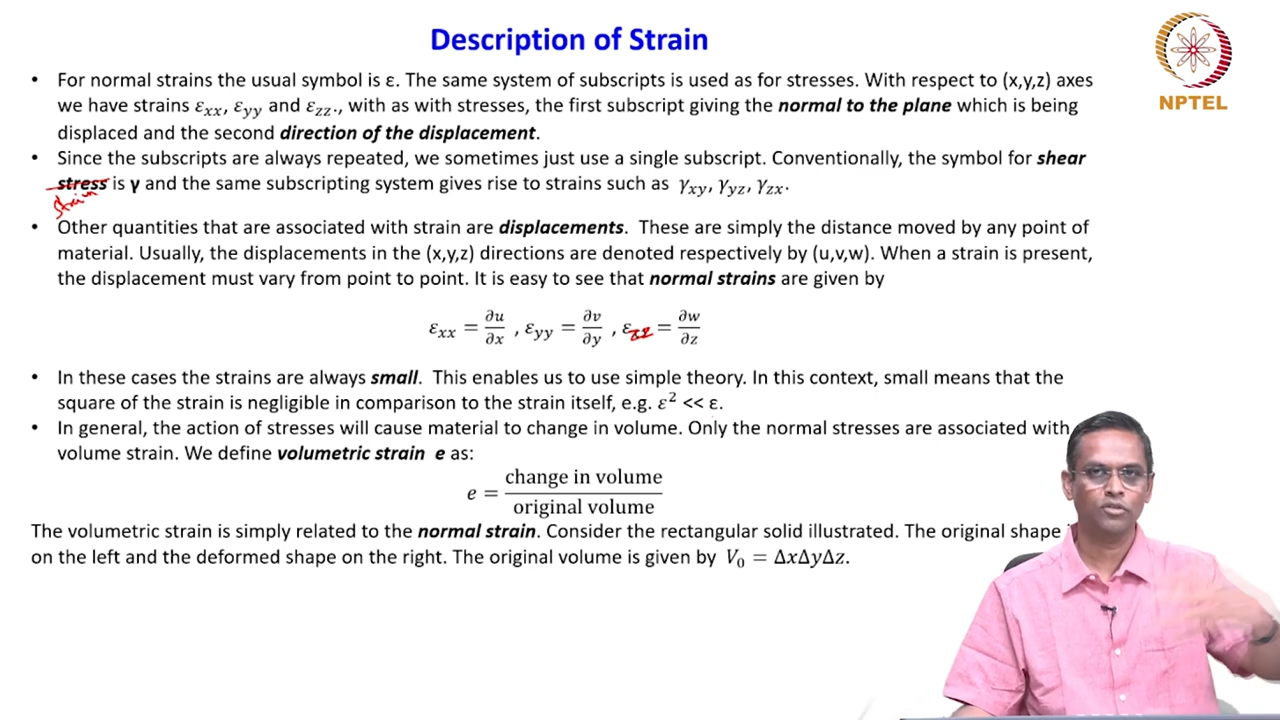 Description of Strain
NPTEL
• For normal strains the usual symbol is ε. The same system of subscripts is used as for stresses. With respect to (x,y,z) axes
we have strains εxx, εyy and εzz., with as with stresses, the first subscript giving the normal to the plane which is being
displaced and the second direction of the displacement.
• Since the subscripts are always repeated, we sometimes just use a single subscript. Conventionally, the symbol for shear
stress is γ and the same subscripting system gives rise to strains such as γxy, γyz, γzx.
strain
• Other quantities that are associated with strain are displacements. These are simply the distance moved by any point of
material. Usually, the displacements in the (x,y,z) directions are denoted respectively by (u,v,w). When a strain is present,
the displacement must vary from point to point. It is easy to see that normal strains are given by
εxx = ∂u/∂x , εyy = ∂v/∂y , εzz = ∂w/∂z
• In these cases the strains are always small. This enables us to use simple theory. In this context, small means that the
square of the strain is negligible in comparison to the strain itself, e.g. ε² << ε.
• In general, the action of stresses will cause material to change in volume. Only the normal stresses are associated with
volume strain. We define volumetric strain e as:
e = change in volume / original volume
The volumetric strain is simply related to the normal strain. Consider the rectangular solid illustrated. The original shape
on the left and the deformed shape on the right. The original volume is given by V₀ = ΔxΔyΔz.